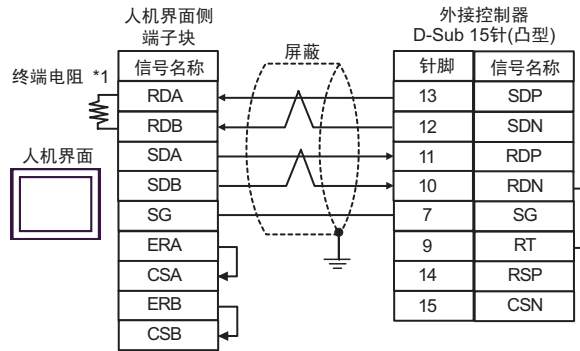 人机界面侧
端子块
外接控制器
D-Sub 15针(凸型)
屏蔽
终端电阻 *1
人机界面
信号名称
RDA
RDB
SDA
SDB
SG
ERA
CSA
ERB
CSB
针脚 信号名称
13 SDP
12 SDN
11 RDP
10 RDN
7 SG
9 RT
14 RSP
15 CSN